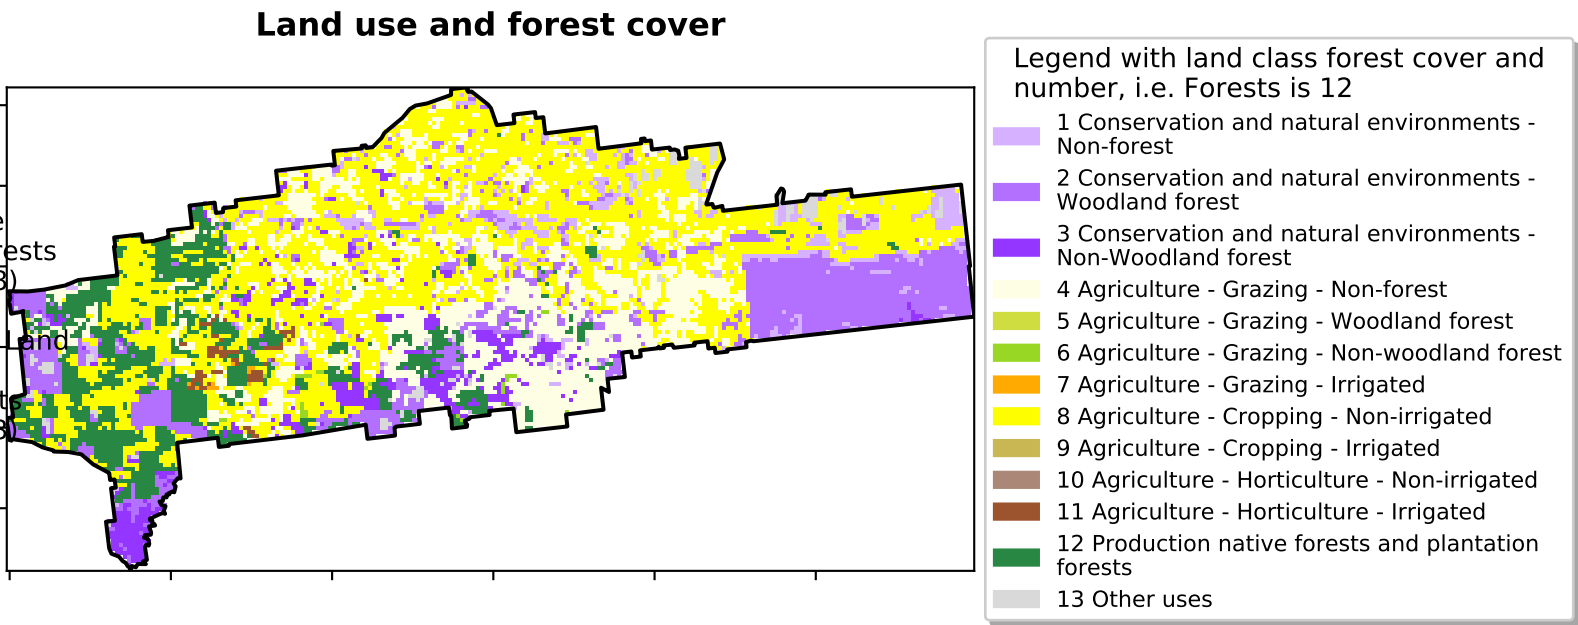 Land use and forest cover
Legend with land class forest cover and
number, i.e. Forests is 12
1 Conservation and natural environments -
Non-forest
2 Conservation and natural environments -
Woodland forest
3 Conservation and natural environments -
Non-Woodland forest
4 Agriculture - Grazing - Non-forest
5 Agriculture - Grazing - Woodland forest
6 Agriculture - Grazing - Non-woodland forest
7 Agriculture - Grazing - Irrigated
8 Agriculture - Cropping - Non-irrigated
9 Agriculture - Cropping - Irrigated
10 Agriculture - Horticulture - Non-irrigated
11 Agriculture - Horticulture - Irrigated
12 Production native forests and plantation
forests
13 Other uses